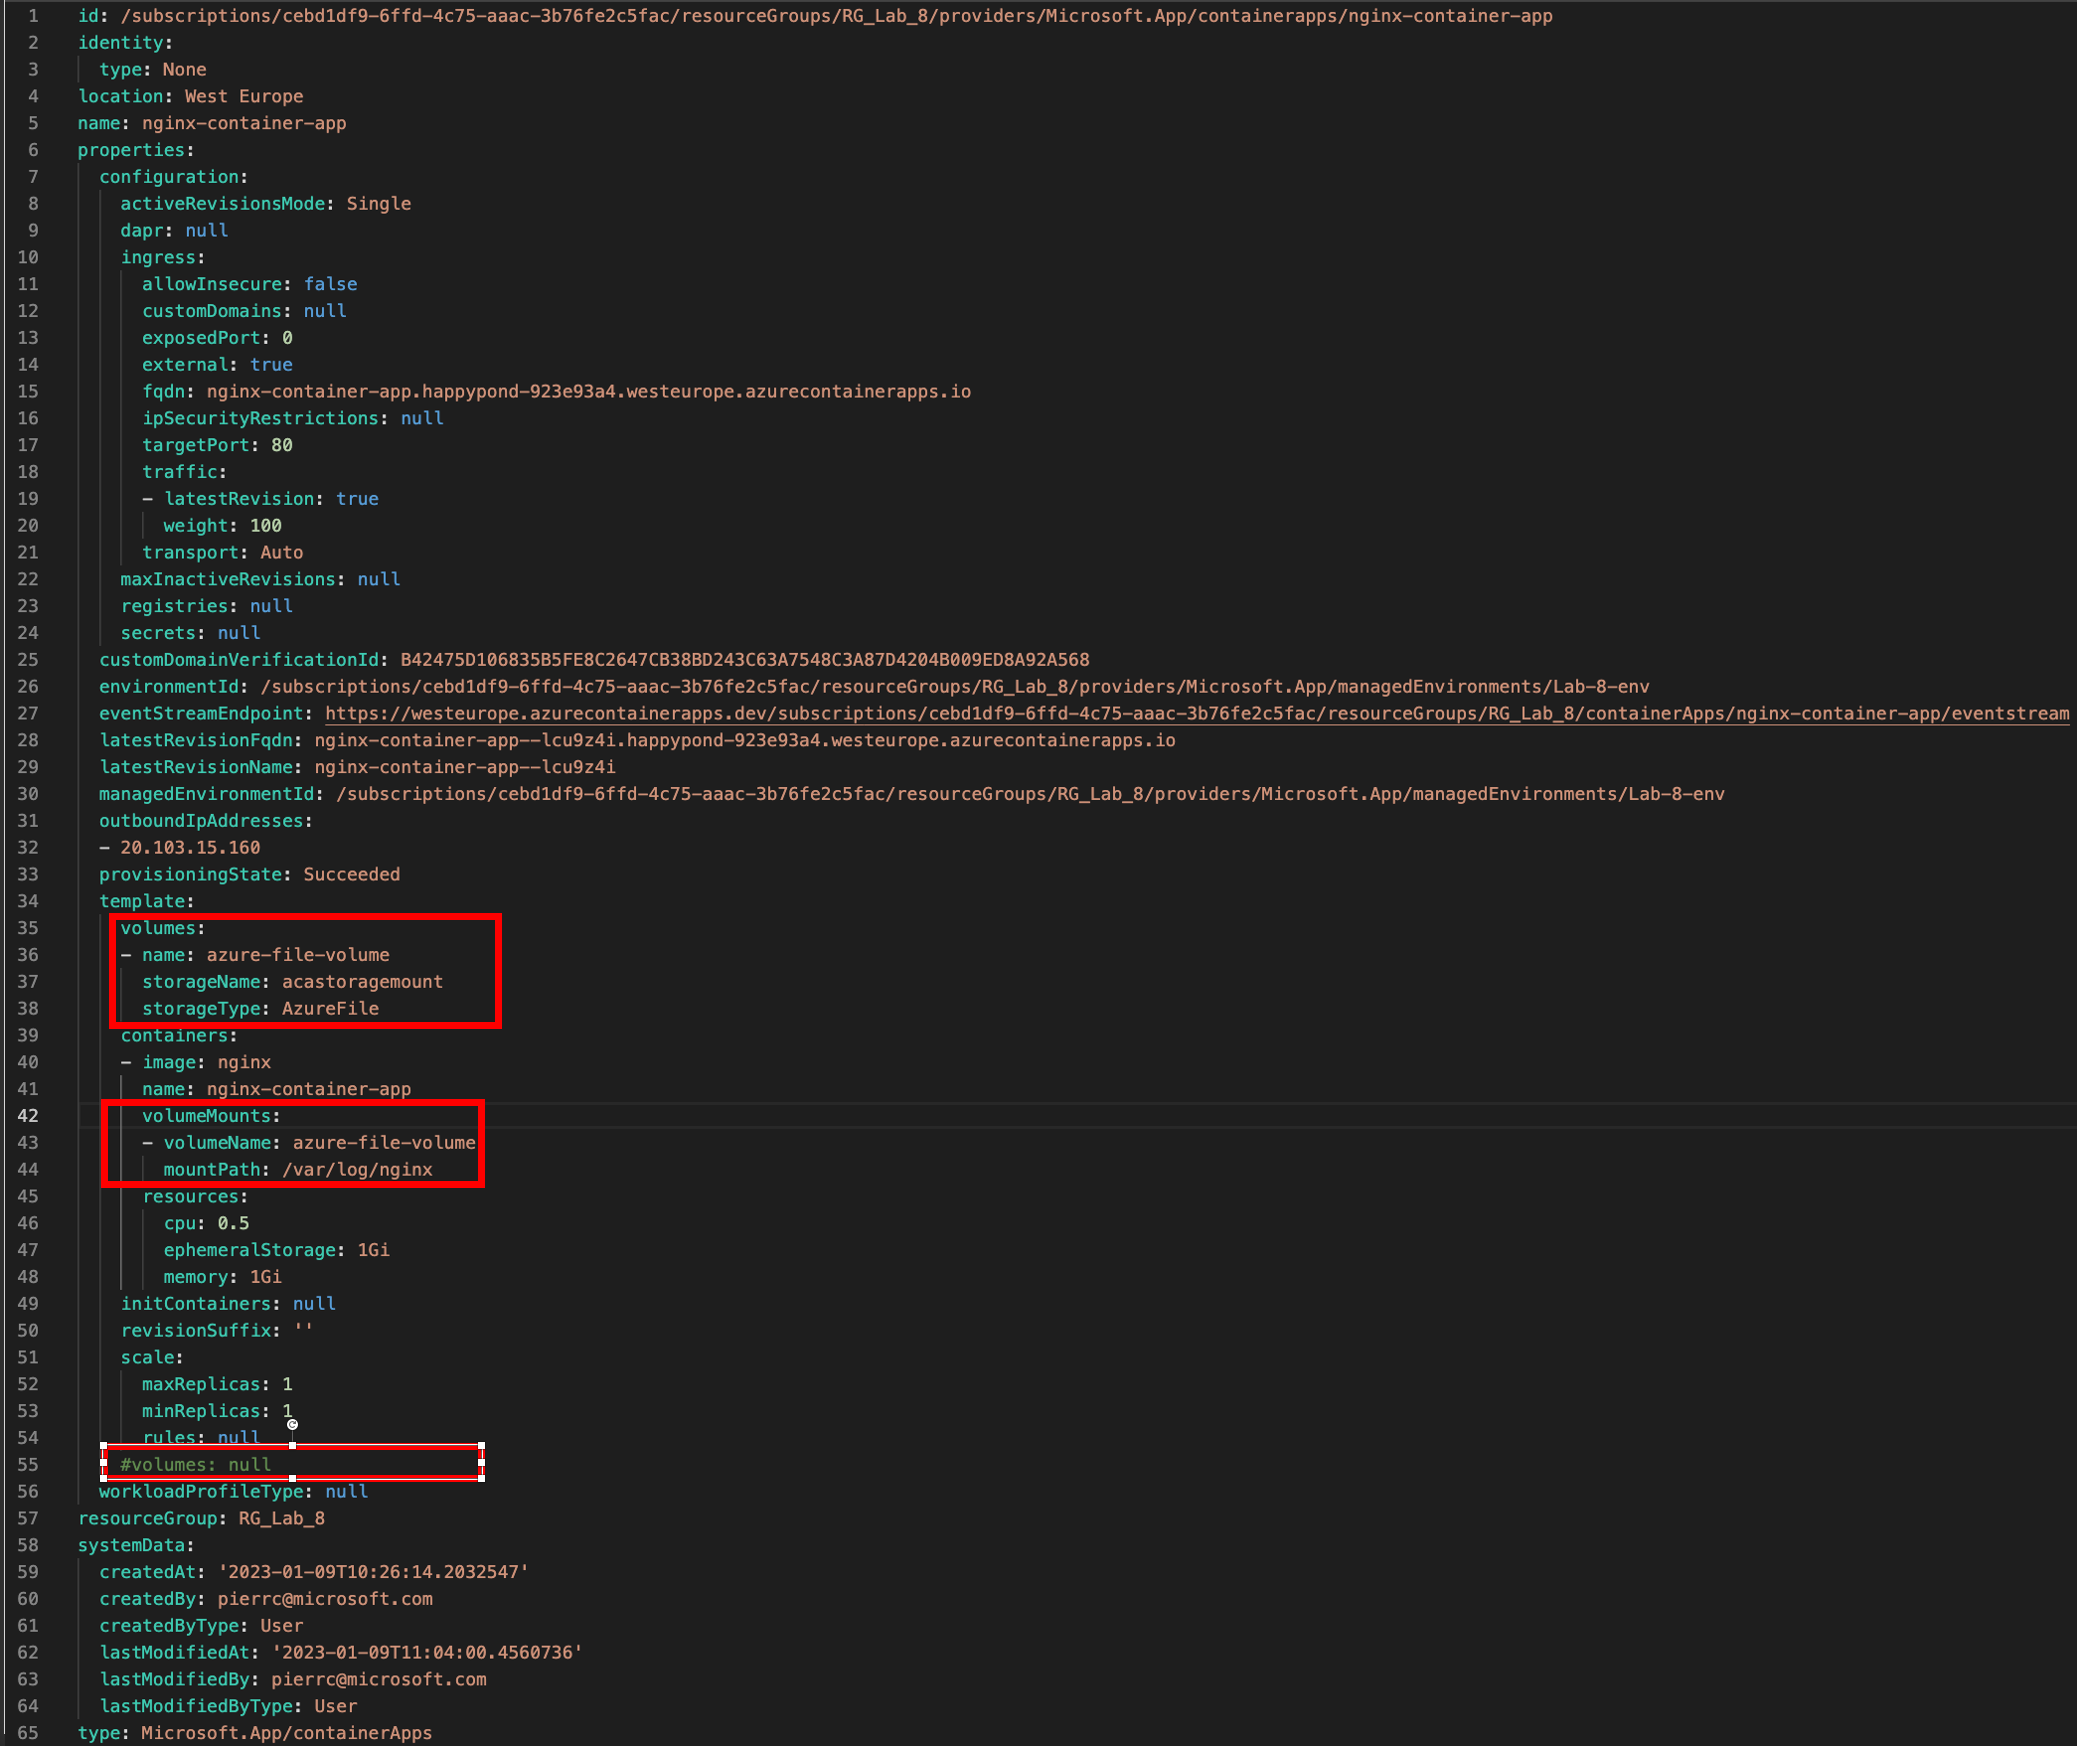 1 id: /subscriptions/cebd1df9-6ffd-4c75-aaac-3b76fe2c5fac/resourceGroups/RG_Lab_8/providers/Microsoft.App/containerapps/nginx-container-app
2 identity:
3 type: None
4 location: West Europe
5 name: nginx-container-app
6 properties:
7 configuration:
8 activeRevisionsMode: Single
9 dapr: null
10 ingress:
11 allowInsecure: false
12 customDomains: null
13 exposedPort: 0
14 external: true
15 fqdn: nginx-container-app.happypond-923e93a4.westeurope.azurecontainerapps.io
16 ipSecurityRestrictions: null
17 targetPort: 80
18 traffic:
19 - latestRevision: true
20 weight: 100
21 transport: Auto
22 maxInactiveRevisions: null
23 registries: null
24 secrets: null
25 customDomainVerificationId: B42475D106835B5FE8C2647CB38BD243C63A7548C3A87D4204B009ED8A92A568
26 environmentId: /subscriptions/cebd1df9-6ffd-4c75-aaac-3b76fe2c5fac/resourceGroups/RG_Lab_8/providers/Microsoft.App/managedEnvironments/Lab-8-env
27 eventStreamEndpoint: https://westeurope.azurecontainerapps.dev/subscriptions/cebd1df9-6ffd-4c75-aaac-3b76fe2c5fac/resourceGroups/RG_Lab_8/containerApps/nginx-container-app/eventstream
28 latestRevisionFqdn: nginx-container-app--lcu9z4i.happypond-923e93a4.westeurope.azurecontainerapps.io
29 latestRevisionName: nginx-container-app--lcu9z4i
30 managedEnvironmentId: /subscriptions/cebd1df9-6ffd-4c75-aaac-3b76fe2c5fac/resourceGroups/RG_Lab_8/providers/Microsoft.App/managedEnvironments/Lab-8-env
31 outboundIpAddresses:
32 - 20.103.15.160
33 provisioningState: Succeeded
34 template:
35 volumes:
36 - name: azure-file-volume
37 storageName: acastoragemount
38 storageType: AzureFile
39 containers:
40 - image: nginx
41 name: nginx-container-app
42 volumeMounts:
43 - volumeName: azure-file-volume
44 mountPath: /var/log/nginx
45 resources:
46 cpu: 0.5
47 ephemeralStorage: 1Gi
48 memory: 1Gi
49 initContainers: null
50 revisionSuffix: ''
51 scale:
52 maxReplicas: 1
53 minReplicas: 1
54 rules: null
55 #volumes: null
56 workloadProfileType: null
57 resourceGroup: RG_Lab_8
58 systemData:
59 createdAt: '2023-01-09T10:26:14.2032547'
60 createdBy: pierrc@microsoft.com
61 createdByType: User
62 lastModifiedAt: '2023-01-09T11:04:00.4560736'
63 lastModifiedBy: pierrc@microsoft.com
64 lastModifiedByType: User
65 type: Microsoft.App/containerApps